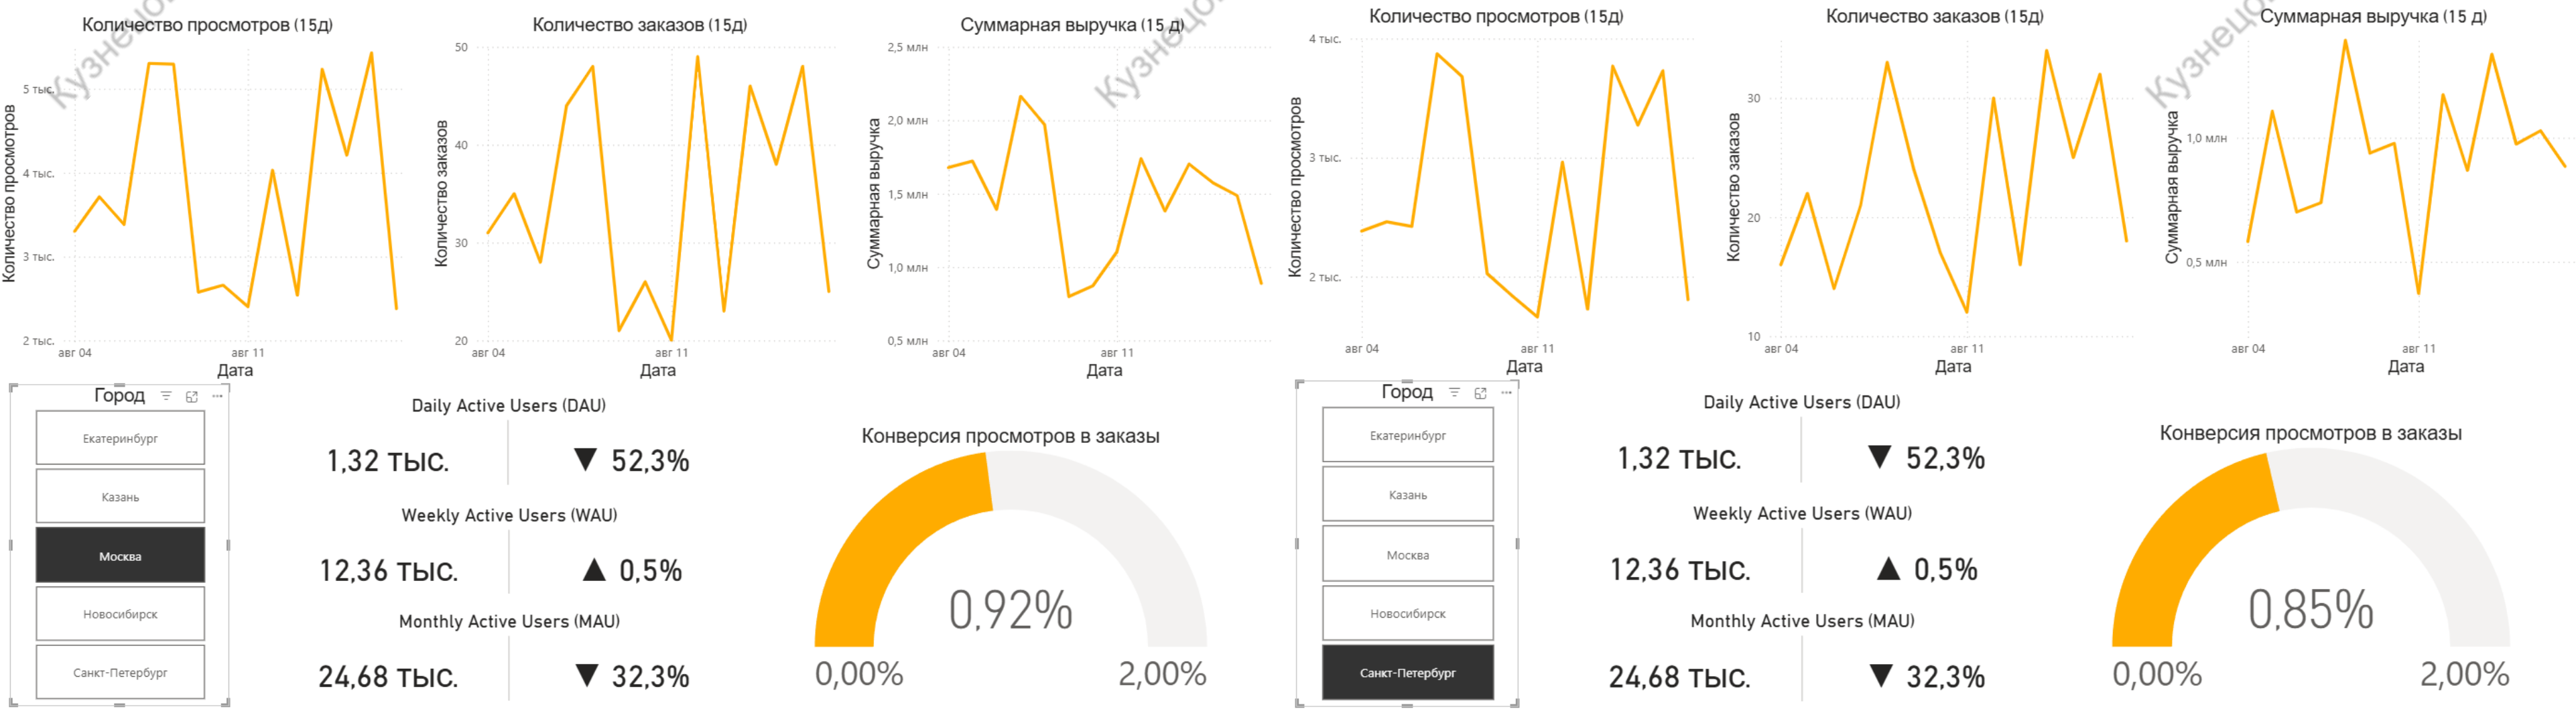 Количество просмотров (15д)
Количество просмотров
5 тыс.
4 тыс.
3 тыс.
2 тыс.
авг 04
авг 11
Дата
Количество заказов (15д)
Количество заказов
50
40
30
20
авг 04
авг 11
Дата
Суммарная выручка (15 д)
Суммарная выручка
2,5 млн
2,0 млн
1,5 млн
1,0 млн
0,5 млн
авг 04
авг 11
Дата
Город
Екатеринбург
Казань
Москва
Новосибирск
Санкт-Петербург
Daily Active Users (DAU)
1,32 тыс. ▼ 52,3%
Weekly Active Users (WAU)
12,36 тыс. ▲ 0,5%
Monthly Active Users (MAU)
24,68 тыс. ▼ 32,3%
Конверсия просмотров в заказы
0,92%
0,00% 2,00%
Количество просмотров (15д)
Количество просмотров
4 тыс.
3 тыс.
2 тыс.
авг 04
авг 11
Дата
Количество заказов (15д)
Количество заказов
30
20
10
авг 04
авг 11
Дата
Суммарная выручка (15 д)
Суммарная выручка
1,0 млн
0,5 млн
авг 04
авг 11
Дата
Город
Екатеринбург
Казань
Москва
Новосибирск
Санкт-Петербург
Daily Active Users (DAU)
1,32 тыс. ▼ 52,3%
Weekly Active Users (WAU)
12,36 тыс. ▲ 0,5%
Monthly Active Users (MAU)
24,68 тыс. ▼ 32,3%
Конверсия просмотров в заказы
0,85%
0,00% 2,00%